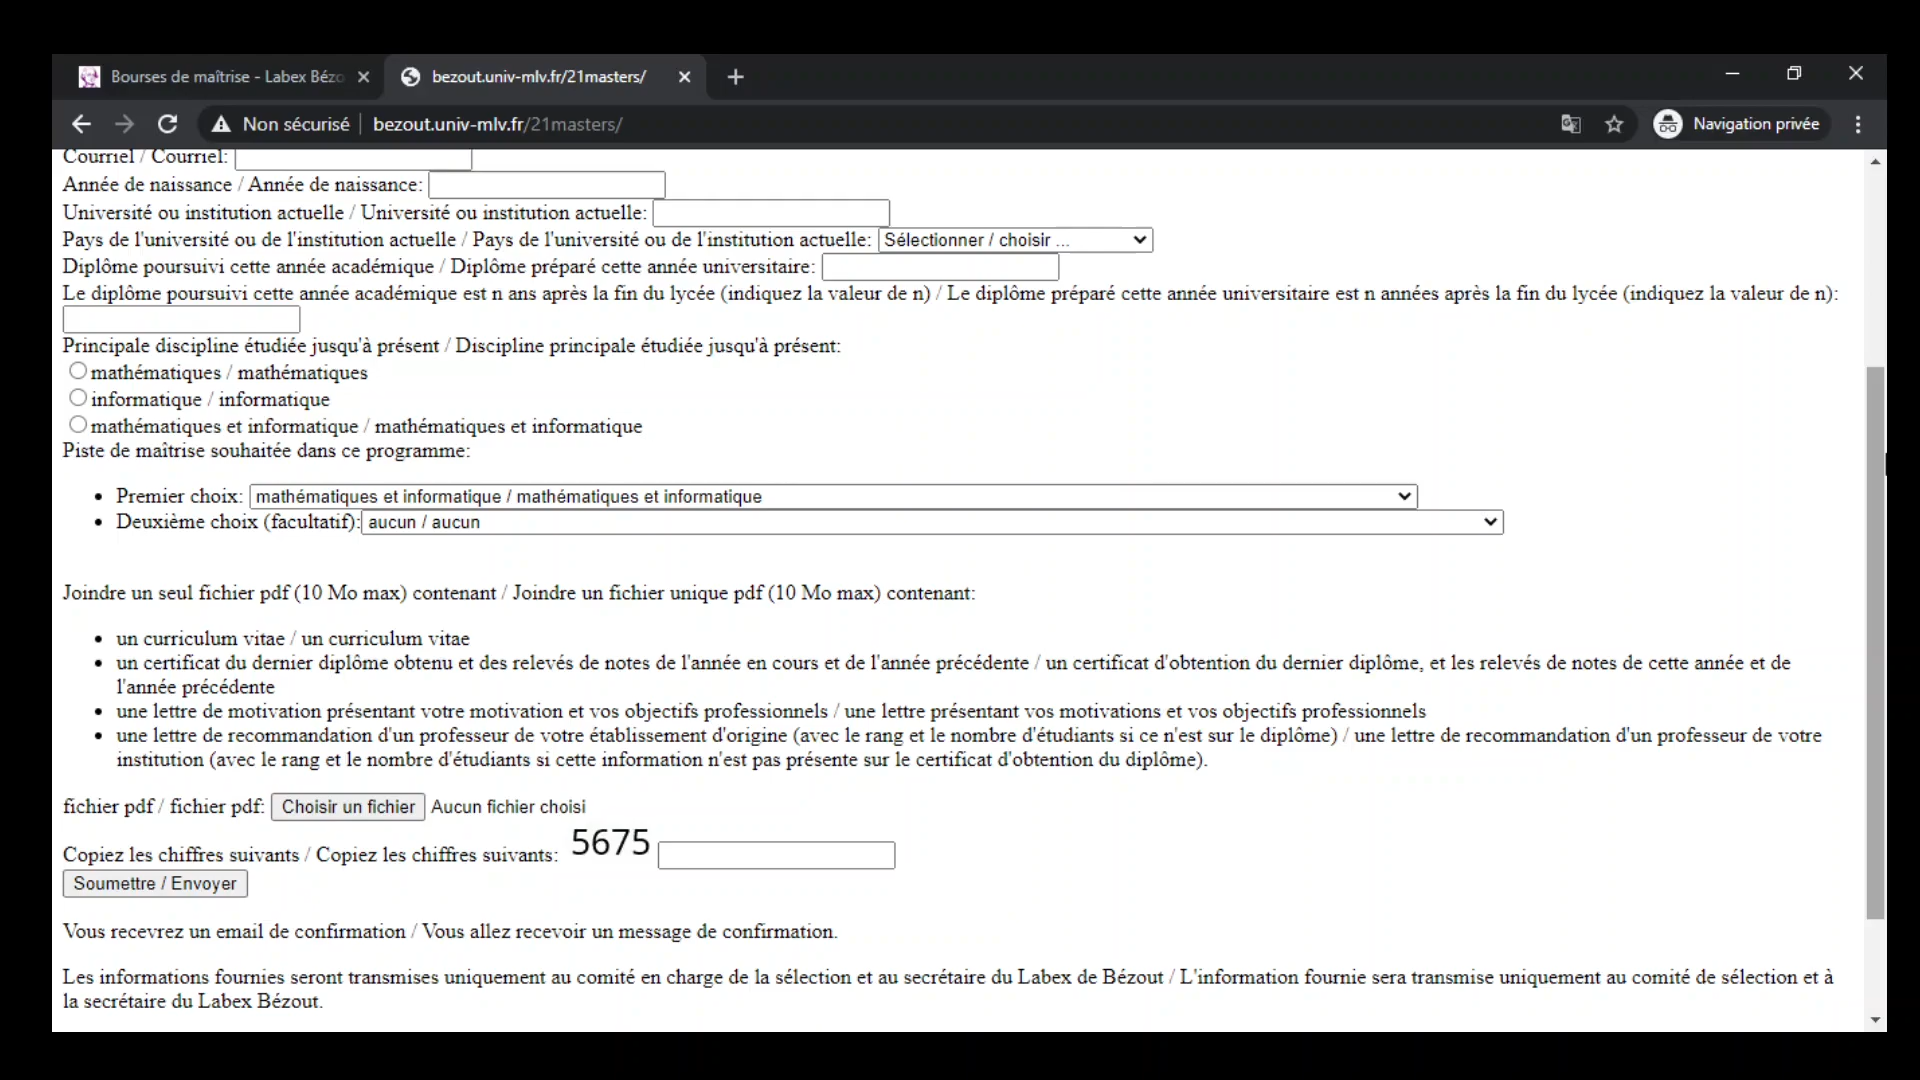 Bourses de maîtrise - Labex Bézo
bezout.univ-mlv.fr/21masters/
Non sécurisé
bezout.univ-mlv.fr/21masters/
Navigation privée
Courriel / Courriel:
Année de naissance / Année de naissance:
Université ou institution actuelle / Université ou institution actuelle:
Pays de l'université ou de l'institution actuelle / Pays de l'université ou de l'institution actuelle: Sélectionner / choisir ...
Diplôme poursuivi cette année académique / Diplôme préparé cette année universitaire:
Le diplôme poursuivi cette année académique est n ans après la fin du lycée (indiquez la valeur de n) / Le diplôme préparé cette année universitaire est n années après la fin du lycée (indiquez la valeur de n):
Principale discipline étudiée jusqu'à présent / Discipline principale étudiée jusqu'à présent:
mathématiques / mathématiques
informatique / informatique
mathématiques et informatique / mathématiques et informatique
Piste de maîtrise souhaitée dans ce programme:
• Premier choix: mathématiques et informatique / mathématiques et informatique
• Deuxième choix (facultatif): aucun / aucun
Joindre un seul fichier pdf (10 Mo max) contenant / Joindre un fichier unique pdf (10 Mo max) contenant:
• un curriculum vitae / un curriculum vitae
• un certificat du dernier diplôme obtenu et des relevés de notes de l'année en cours et de l'année précédente / un certificat d'obtention du dernier diplôme, et les relevés de notes de cette année et de
l'année précédente
• une lettre de motivation présentant votre motivation et vos objectifs professionnels / une lettre présentant vos motivations et vos objectifs professionnels
• une lettre de recommandation d'un professeur de votre établissement d'origine (avec le rang et le nombre d'étudiants si ce n'est sur le diplôme) / une lettre de recommandation d'un professeur de votre
institution (avec le rang et le nombre d'étudiants si cette information n'est pas présente sur le certificat d'obtention du diplôme).
fichier pdf / fichier pdf: Choisir un fichier Aucun fichier choisi
Copiez les chiffres suivants / Copiez les chiffres suivants: 5675
Soumettre / Envoyer
Vous recevrez un email de confirmation / Vous allez recevoir un message de confirmation.
Les informations fournies seront transmises uniquement au comité en charge de la sélection et au secrétaire du Labex de Bézout / L'information fournie sera transmise uniquement au comité de sélection et à
la secrétaire du Labex Bézout.